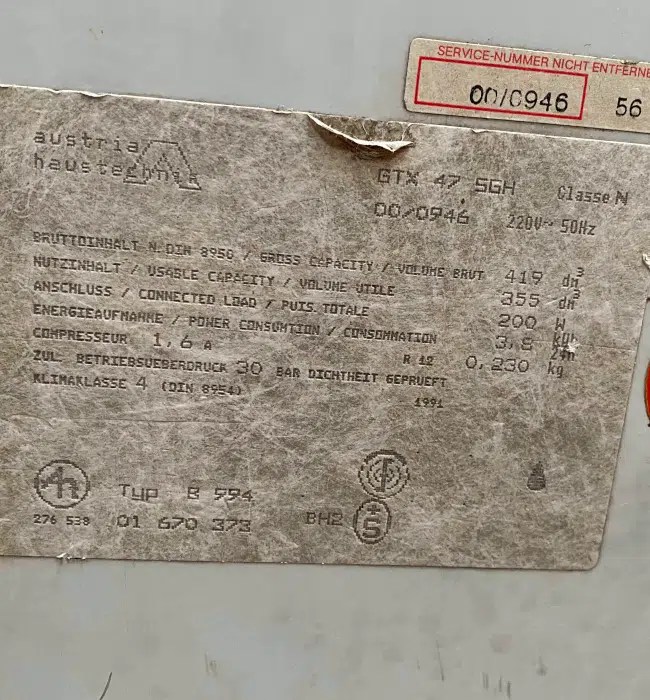 SERVICE-NUMMER NICHT ENTFERNE
00/0946 56
austria
haustechnik
GTX 47 SGH Classe N
00/0946 220V~ 50Hz
BRUTTOINHALT N.DIN 8950 / GROSS CAPACITY / VOLUME BRUT 419 dm³
NUTZINHALT / USABLE CAPACITY / VOLUME UTILE 355 dm³
ANSCHLUSS / CONNECTED LOAD / PUIS. TOTALE 200 W
ENERGIEAUFNAHME / POWER CONSUMTION / CONSOMMATION 3,8 kWh/24h
COMPRESSEUR 1,6 A R 12 0,230 kg
ZUL. BETRIEBSUEBERDRUCK 30 BAR DICHTHEIT GEPRUEFT
KLIMAKLASSE 4 (DIN 8954) 1991
ah Typ B 994
276 538 01 670 373 BH2 +S